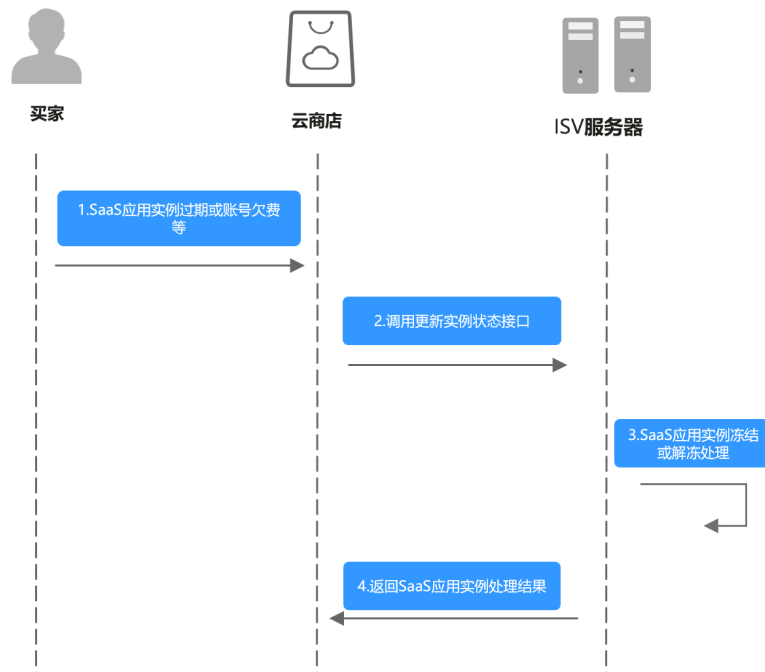 买家
云商店
ISV服务器
1.SaaS应用实例过期或账号欠费
等
2.调用更新实例状态接口
3.SaaS应用实例冻结
或解冻处理
4.返回SaaS应用实例处理结果